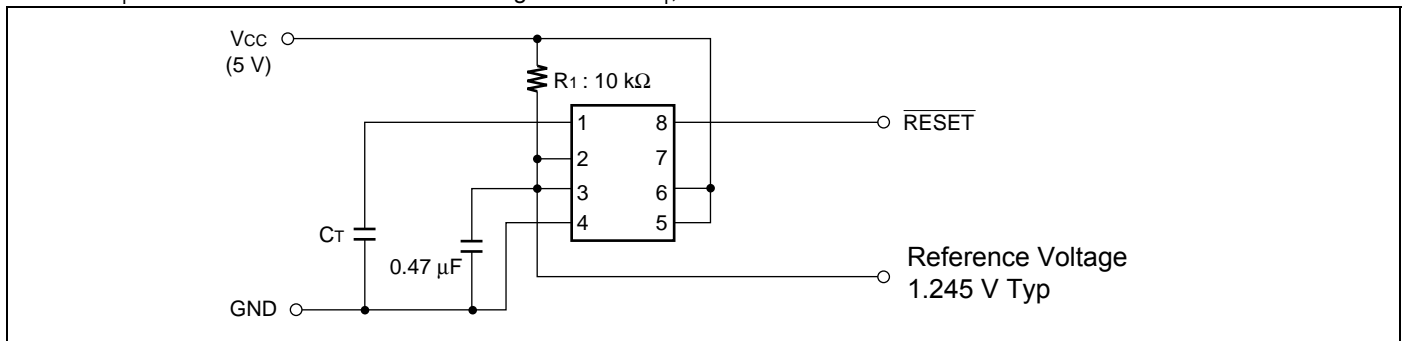 VCC
(5 V)
R1 : 10 kΩ
1 8
RESET
2 7
3 6
4 5
CT
0.47 μF
Reference Voltage
1.245 V Typ
GND